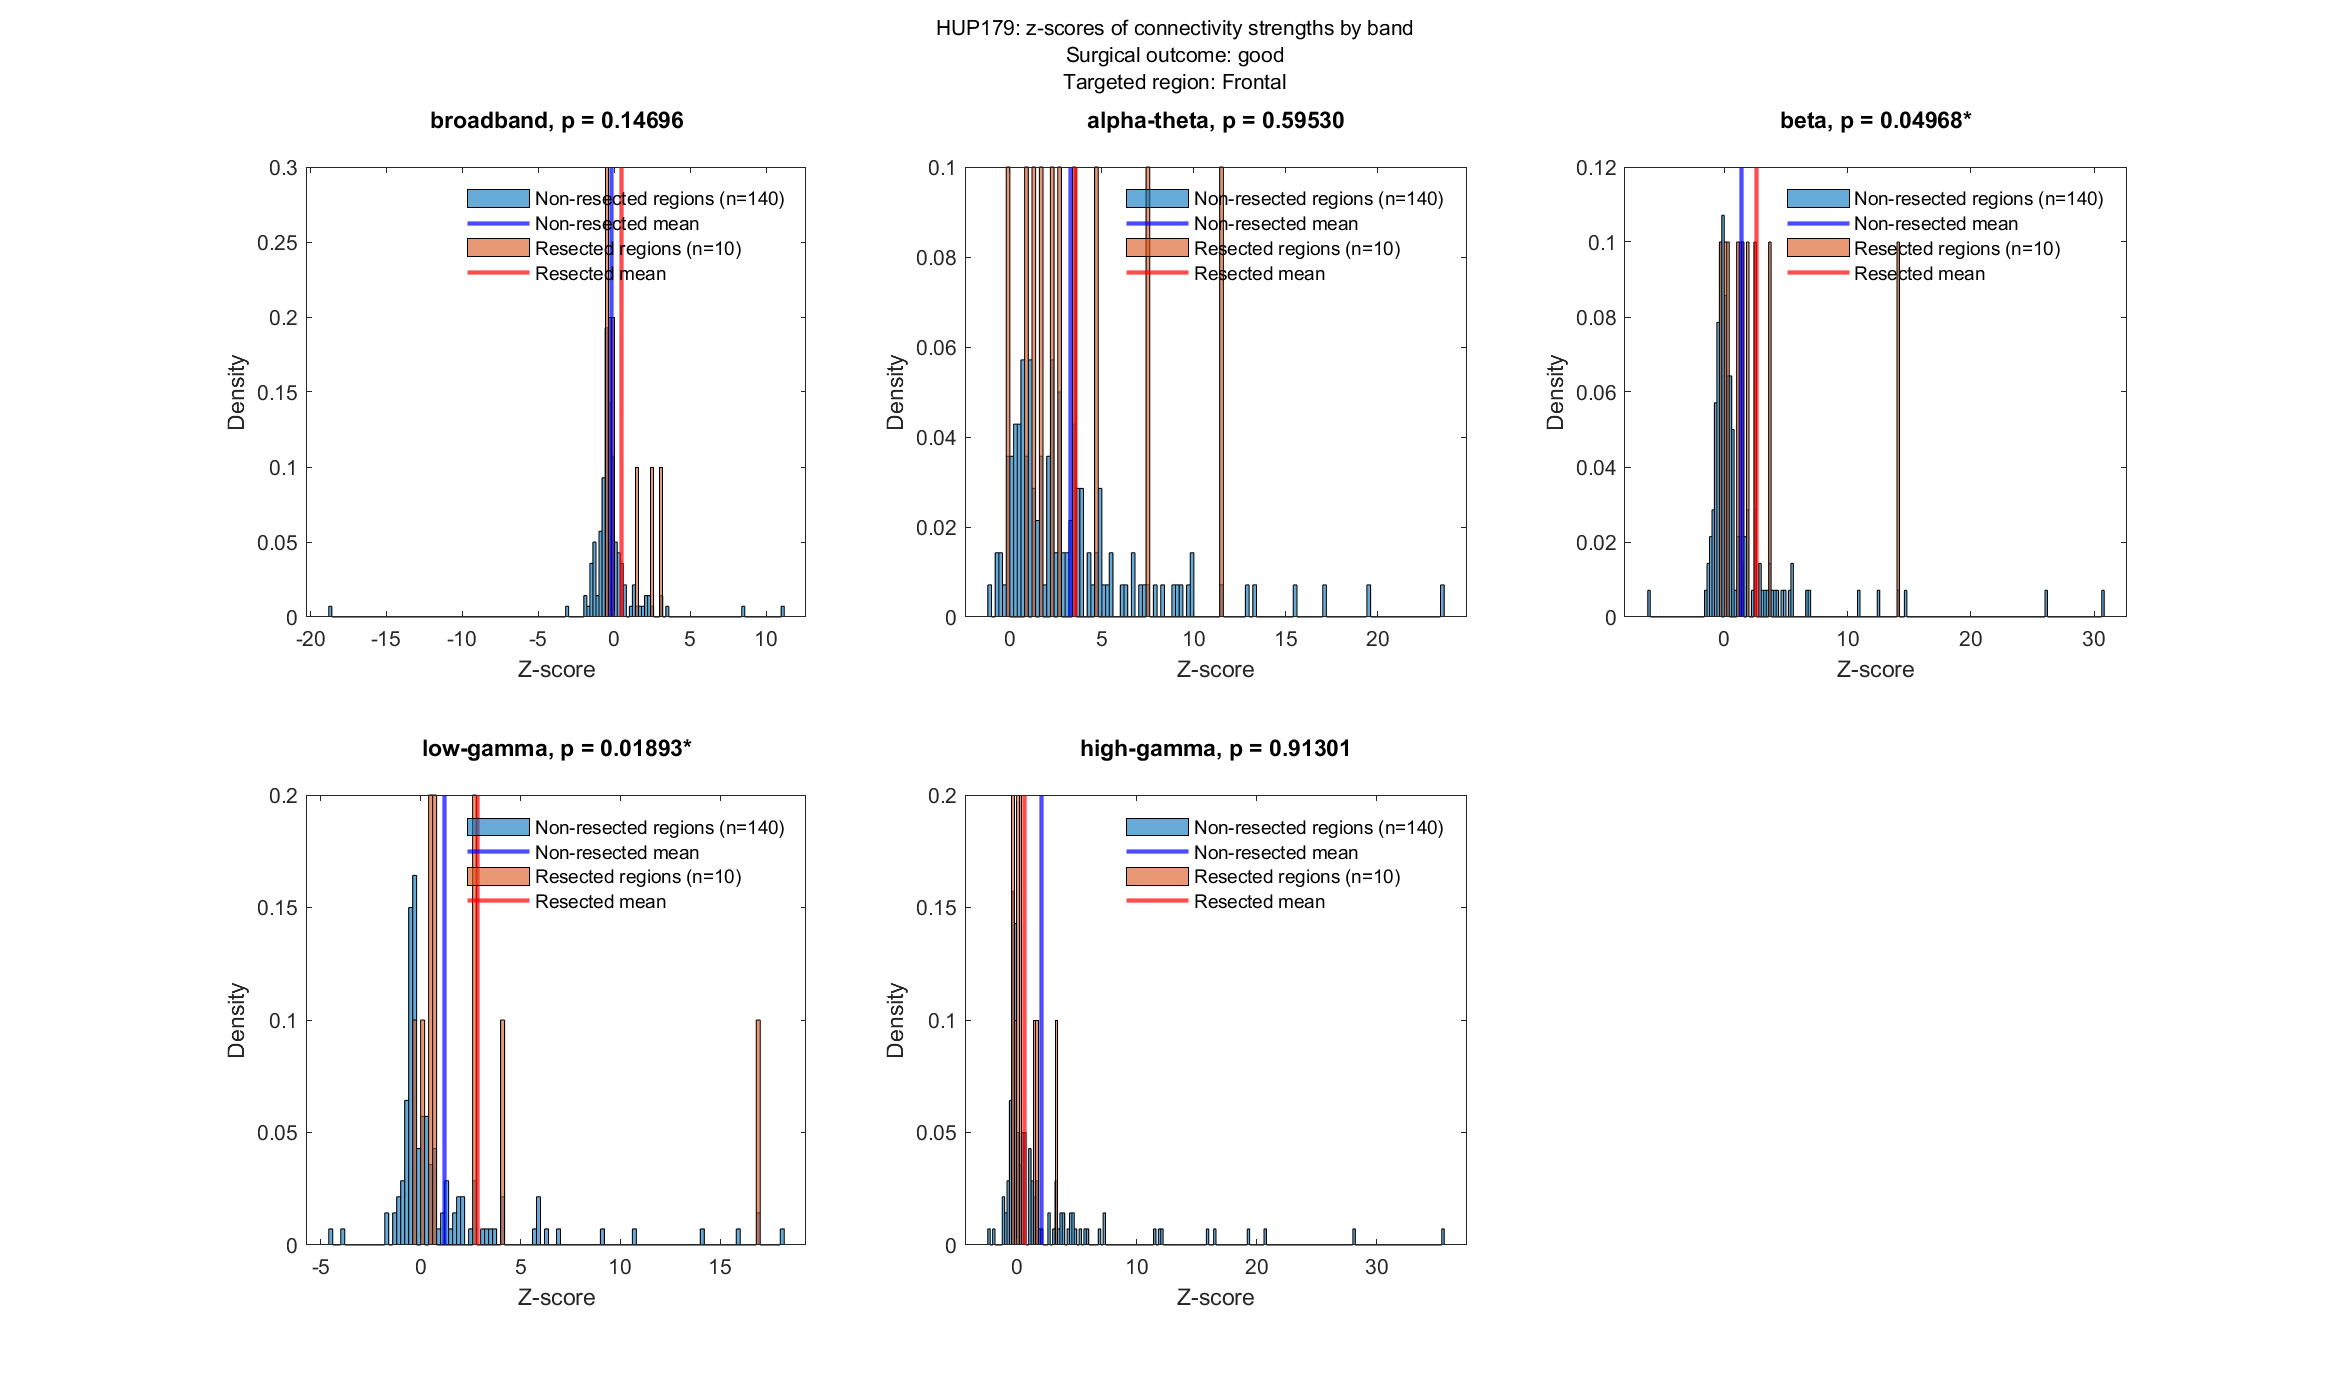 HUP179: z-scores of connectivity strengths by band
Surgical outcome: good
Targeted region: Frontal
broadband, p = 0.14696
0.3
0.25
0.2
0.15
0.1
0.05
0
Density
-20 -15 -10 -5 0 5 10
Z-score
Non-resected regions (n=140)
Non-resected mean
Resected regions (n=10)
Resected mean
alpha-theta, p = 0.59530
0.1
0.08
0.06
0.04
0.02
0
Density
0 5 10 15 20
Z-score
Non-resected regions (n=140)
Non-resected mean
Resected regions (n=10)
Resected mean
beta, p = 0.04968*
0.12
0.1
0.08
0.06
0.04
0.02
0
Density
0 10 20 30
Z-score
Non-resected regions (n=140)
Non-resected mean
Resected regions (n=10)
Resected mean
low-gamma, p = 0.01893*
0.2
0.15
0.1
0.05
0
Density
-5 0 5 10 15
Z-score
Non-resected regions (n=140)
Non-resected mean
Resected regions (n=10)
Resected mean
high-gamma, p = 0.91301
0.2
0.15
0.1
0.05
0
Density
0 10 20 30
Z-score
Non-resected regions (n=140)
Non-resected mean
Resected regions (n=10)
Resected mean